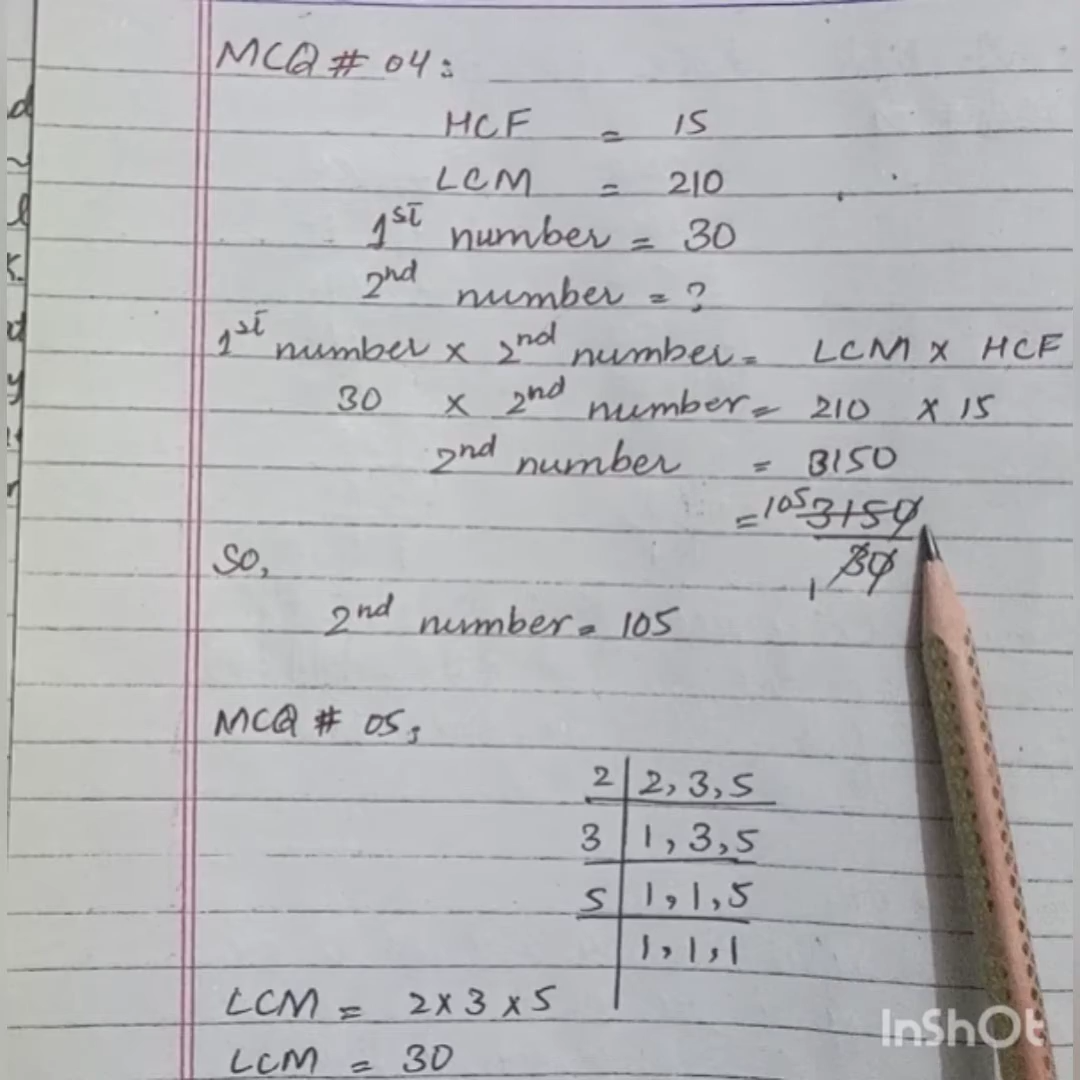 MCQ # 04:
HCF = 15
LCM = 210
1st number = 30
2nd number = ?
1st number × 2nd number = LCM × HCF
30 × 2nd number = 210 × 15
2nd number = 3150
= 105 3150
1 30
So,
2nd number = 105
MCQ # 05;
2 | 2, 3, 5
3 | 1, 3, 5
5 | 1, 1, 5
1, 1, 1
LCM = 2 × 3 × 5
LCM = 30
InShOt